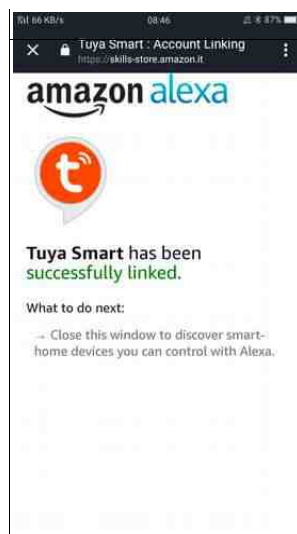 66 KB/s 08:46 87%
Tuya Smart : Account Linking
https://skills-store.amazon.it
amazon alexa
t
Tuya Smart has been
successfully linked.
What to do next:
→ Close this window to discover smart-
home devices you can control with Alexa.